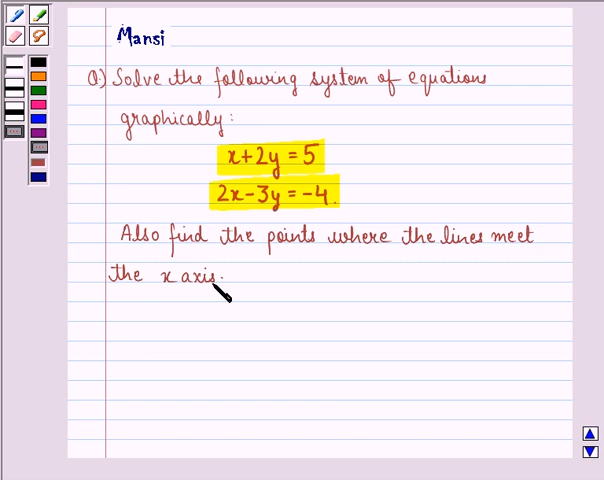 Mansi
Q.) Solve the following system of equations
graphically:
x+2y = 5
2x-3y = -4.
Also find the points where the lines meet
the x axis.